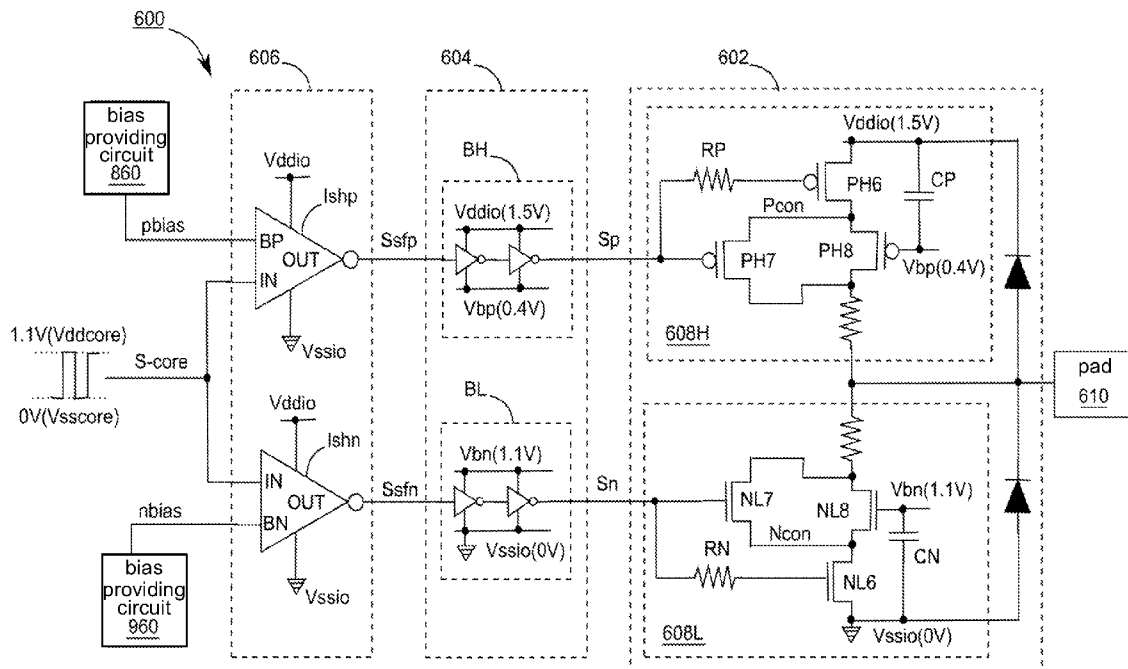 600
606
604
602
bias
providing
circuit
860
pbias
Vddio
Ishp
BP
OUT
IN
Vssio
Ssfp
BH
Vddio(1.5V)
Vbp(0.4V)
Sp
RP
Vddio(1.5V)
PH6
CP
Pcon
PH7
PH8
Vbp(0.4V)
608H
1.1V(Vddcore)
S-core
0V(Vsscore)
pad
610
Vddio
Ishn
IN
OUT
BN
Vssio
nbias
bias
providing
circuit
960
Ssfn
BL
Vbn(1.1V)
Vssio(0V)
Sn
NL7
NL8
Vbn(1.1V)
Ncon
RN
CN
NL6
Vssio(0V)
608L